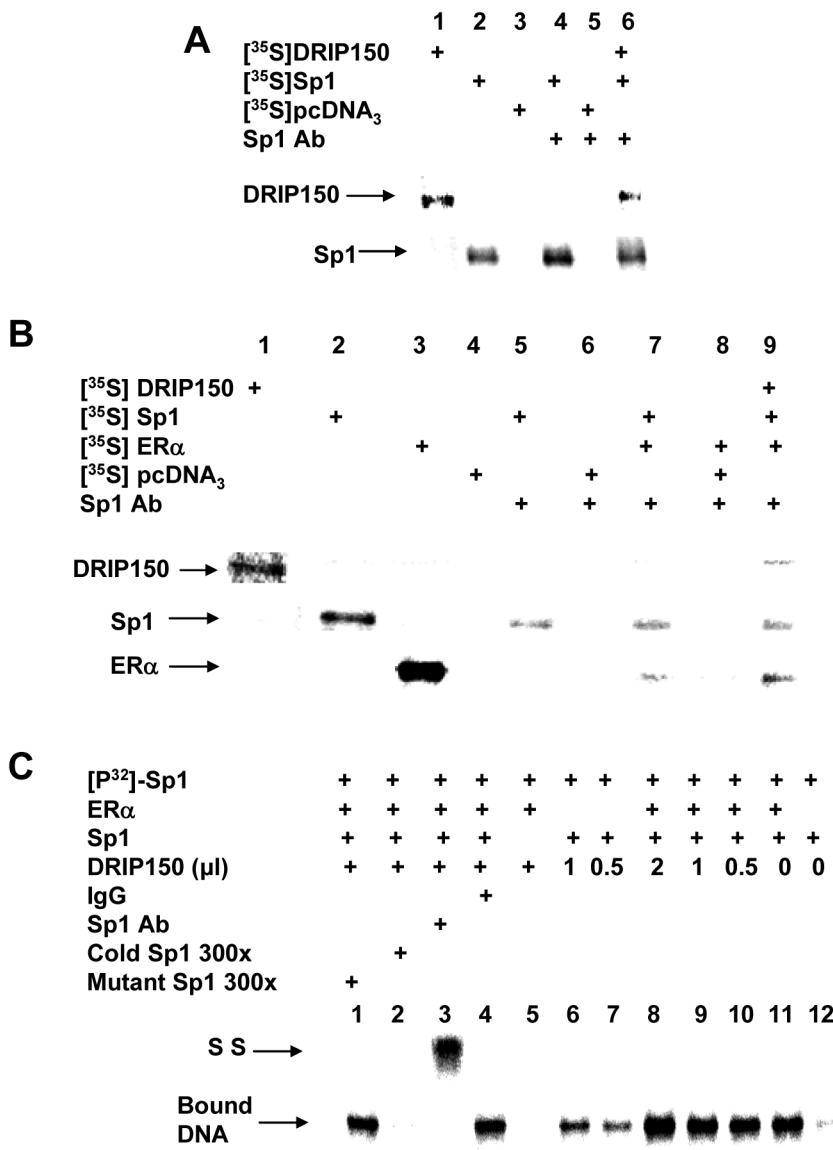 A
1 2 3 4 5 6
[³⁵S]DRIP150 + +
[³⁵S]Sp1 + + +
[³⁵S]pcDNA₃ + +
Sp1 Ab + + +
DRIP150
Sp1
B
1 2 3 4 5 6 7 8 9
[³⁵S] DRIP150 + +
[³⁵S] Sp1 + + + +
[³⁵S] ERα + + + +
[³⁵S] pcDNA₃ + + +
Sp1 Ab + + + + +
DRIP150
Sp1
ERα
C
[P³²]-Sp1 + + + + + + + + + + + +
ERα + + + + + + + + +
Sp1 + + + + + + + + + + +
DRIP150 (µl) + + + + + 1 0.5 2 1 0.5 0 0
IgG +
Sp1 Ab +
Cold Sp1 300x +
Mutant Sp1 300x +
1 2 3 4 5 6 7 8 9 10 11 12
S S
Bound
DNA